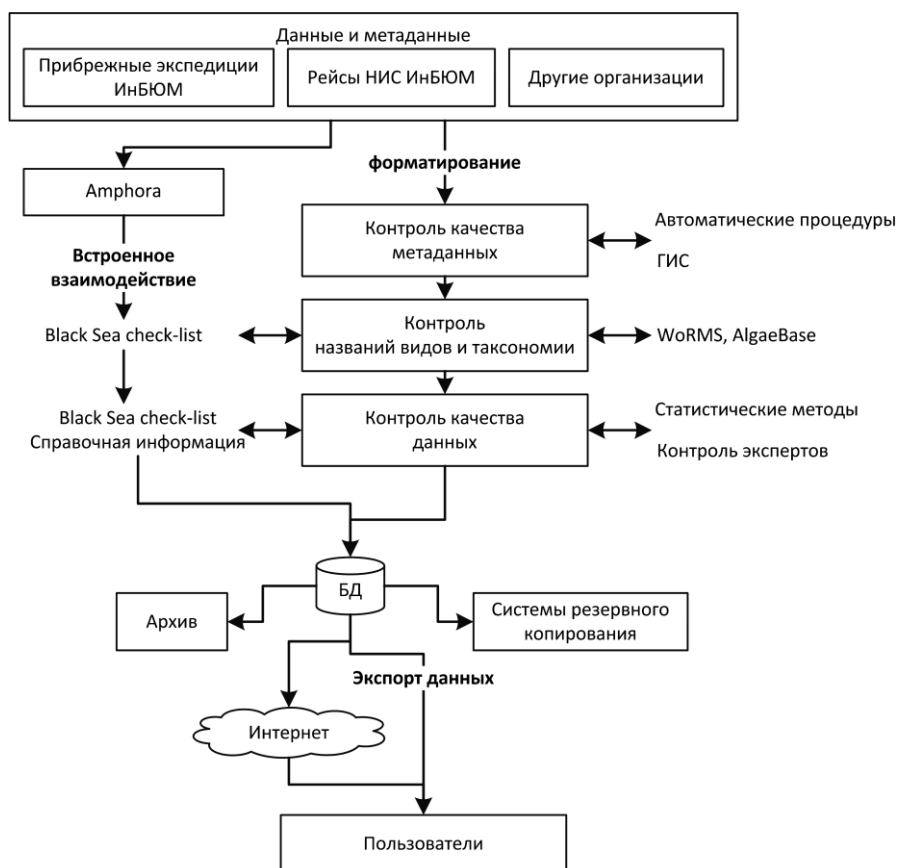 Данные и метаданные
Прибрежные экспедиции
ИнБЮМ
Рейсы НИС ИнБЮМ
Другие организации
форматирование
Amphora
Контроль качества
метаданных
Автоматические процедуры
ГИС
Встроенное
взаимодействие
Black Sea check-list
Контроль
названий видов и таксономии
WoRMS, AlgaeBase
Black Sea check-list
Справочная информация
Контроль качества
данных
Статистические методы
Контроль экспертов
БД
Архив
Системы резервного
копирования
Экспорт данных
Интернет
Пользователи